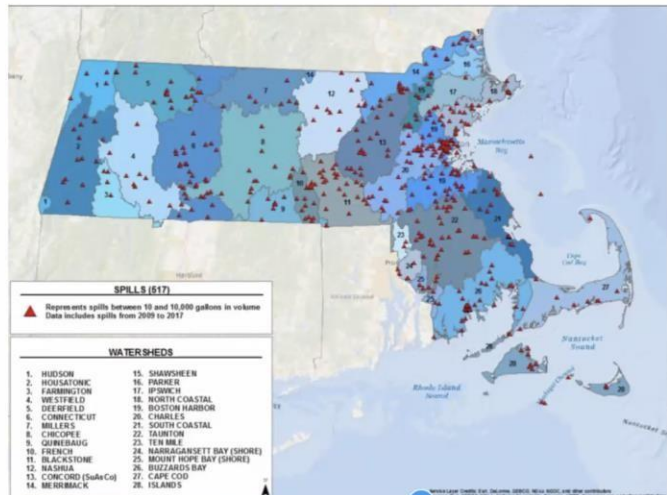 Massachusetts
Bay
Cape
Cod Bay
Hartford
SPILLS (517)
Represents spills between 10 and 10,000 gallons in volume
Data includes spills from 2009 to 2017
Nantucket
Sound
Rhode Island
Sound
WATERSHEDS
1. HUDSON
2. HOUSATONIC
3. FARMINGTON
4. WESTFIELD
5. DEERFIELD
6. CONNECTICUT
7. MILLERS
8. CHICOPEE
9. QUINEBAUG
10. FRENCH
11. BLACKSTONE
12. NASHUA
13. CONCORD (SuAsCo)
14. MERRIMACK
15. SHAWSHEEN
16. PARKER
17. IPSWICH
18. NORTH COASTAL
19. BOSTON HARBOR
20. CHARLES
21. SOUTH COASTAL
22. TAUNTON
23. TEN MILE
24. NARRAGANSETT BAY (SHORE)
25. MOUNT HOPE BAY (SHORE)
26. BUZZARDS BAY
27. CAPE COD
28. ISLANDS